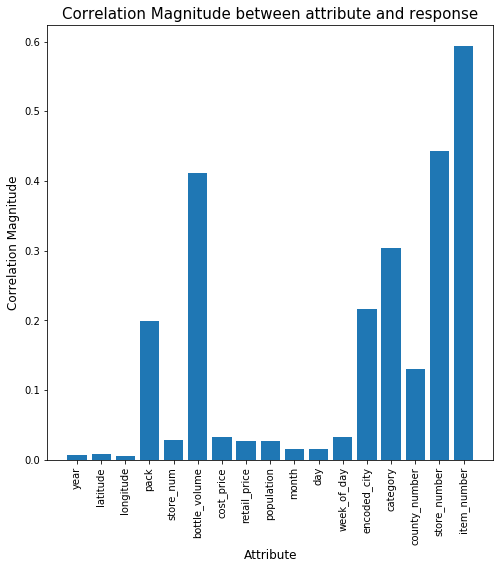 Correlation Magnitude between attribute and response
Correlation Magnitude
0.6
0.5
0.4
0.3
0.2
0.1
0.0
year
latitude
longitude
pack
store_num
bottle_volume
cost_price
retail_price
population
month
day
week_of_day
encoded_city
category
county_number
store_number
item_number
Attribute